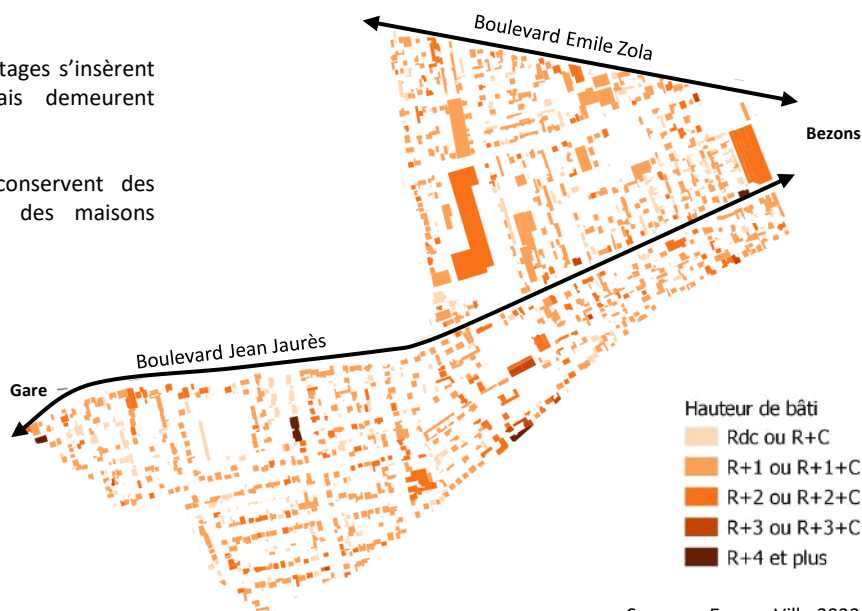 tages s'insèrent
ais demeurent
conservent des
des maisons
Boulevard Emile Zola
Bezons
Boulevard Jean Jaurès
Gare
Hauteur de bâti
Rdc ou R+C
R+1 ou R+1+C
R+2 ou R+2+C
R+3 ou R+3+C
R+4 et plus